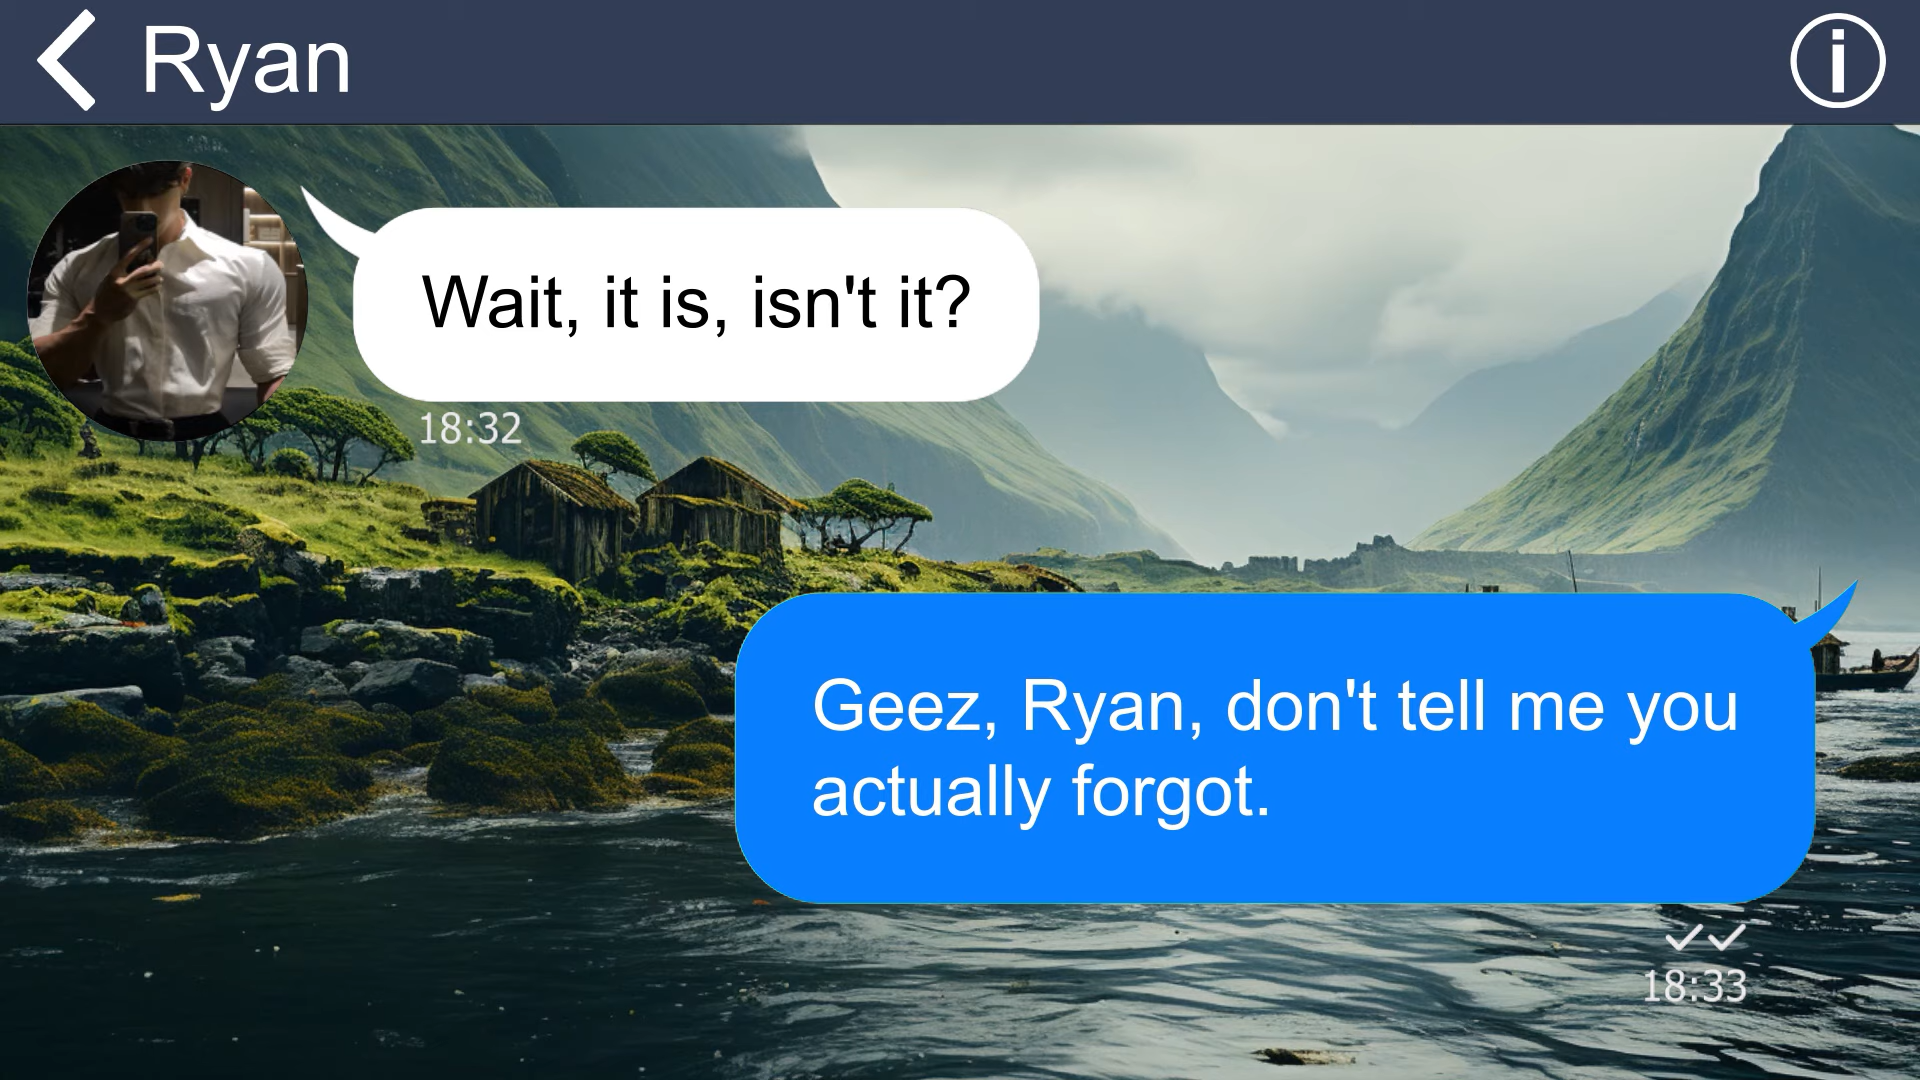 Ryan
Wait, it is, isn't it?
18:32
Geez, Ryan, don't tell me you
actually forgot.
18:33